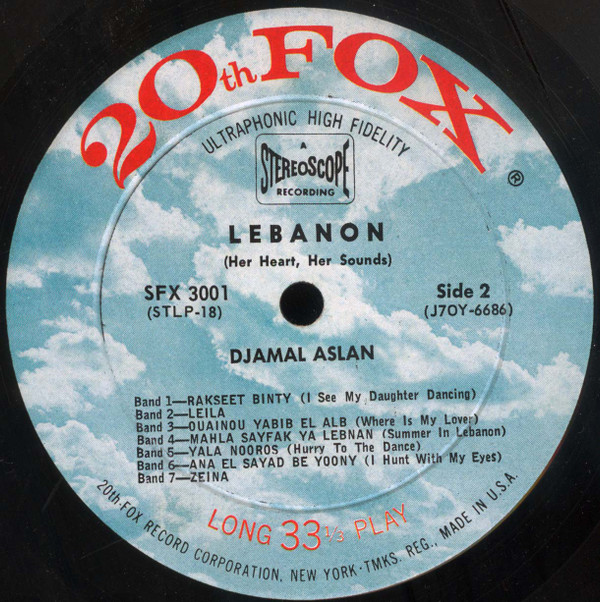 20th FOX
®
ULTRAPHONIC HIGH FIDELITY
A
STEREOSCOPE
RECORDING
LEBANON
(Her Heart, Her Sounds)
SFX 3001
(STLP-18)
Side 2
(J7OY-6686)
DJAMAL ASLAN
Band 1—RAKSEET BINTY (I See My Daughter Dancing)
Band 2—LEILA
Band 3—OUAINOU YABIB EL ALB (Where Is My Lover)
Band 4—MAHLA SAYFAK YA LEBNAN (Summer In Lebanon)
Band 5—YALA NOOROS (Hurry To The Dance)
Band 6—ANA EL SAYAD BE YOONY (I Hunt With My Eyes)
Band 7—ZEINA
LONG 33 1/3 PLAY
20th-FOX RECORD CORPORATION, NEW YORK · TMKS. REG., MADE IN U.S.A.